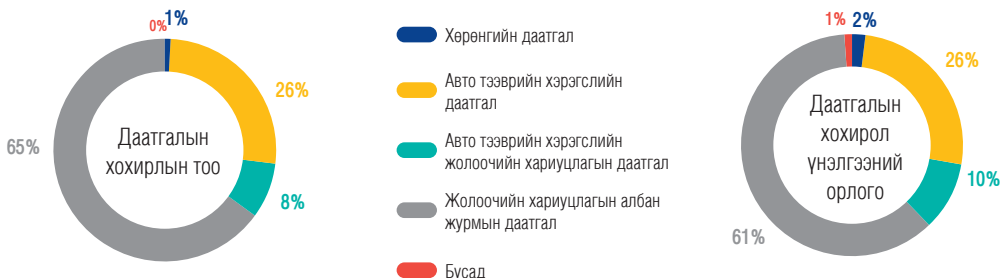 0%
1%
26%
8%
65%
Даатгалын
хохирлын тоо
Хөрөнгийн даатгал
Авто тээврийн хэрэгслийн
даатгал
Авто тээврийн хэрэгслийн
жолоочийн хариуцлагын даатгал
Жолоочийн хариуцлагын албан
журмын даатгал
Бусад
1%
2%
26%
10%
61%
Даатгалын
хохирол
үнэлгээний
орлого